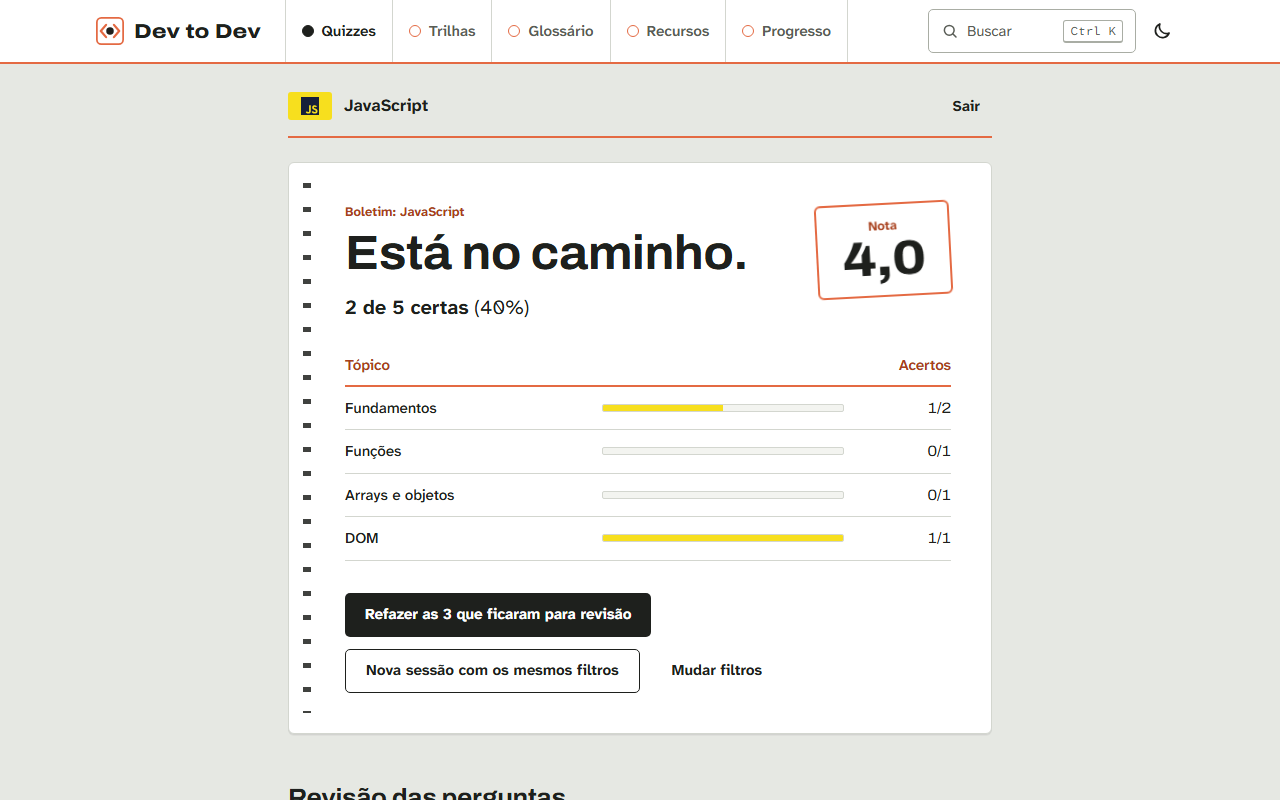 Dev to Dev
Quizzes
Trilhas
Glossário
Recursos
Progresso
Buscar
Ctrl K
JS
JavaScript
Sair
Boletim: JavaScript
Está no caminho.
2 de 5 certas (40%)
Nota
4,0
Tópico Acertos
Fundamentos 1/2
Funções 0/1
Arrays e objetos 0/1
DOM 1/1
Refazer as 3 que ficaram para revisão
Nova sessão com os mesmos filtros
Mudar filtros
Revisão das perguntas